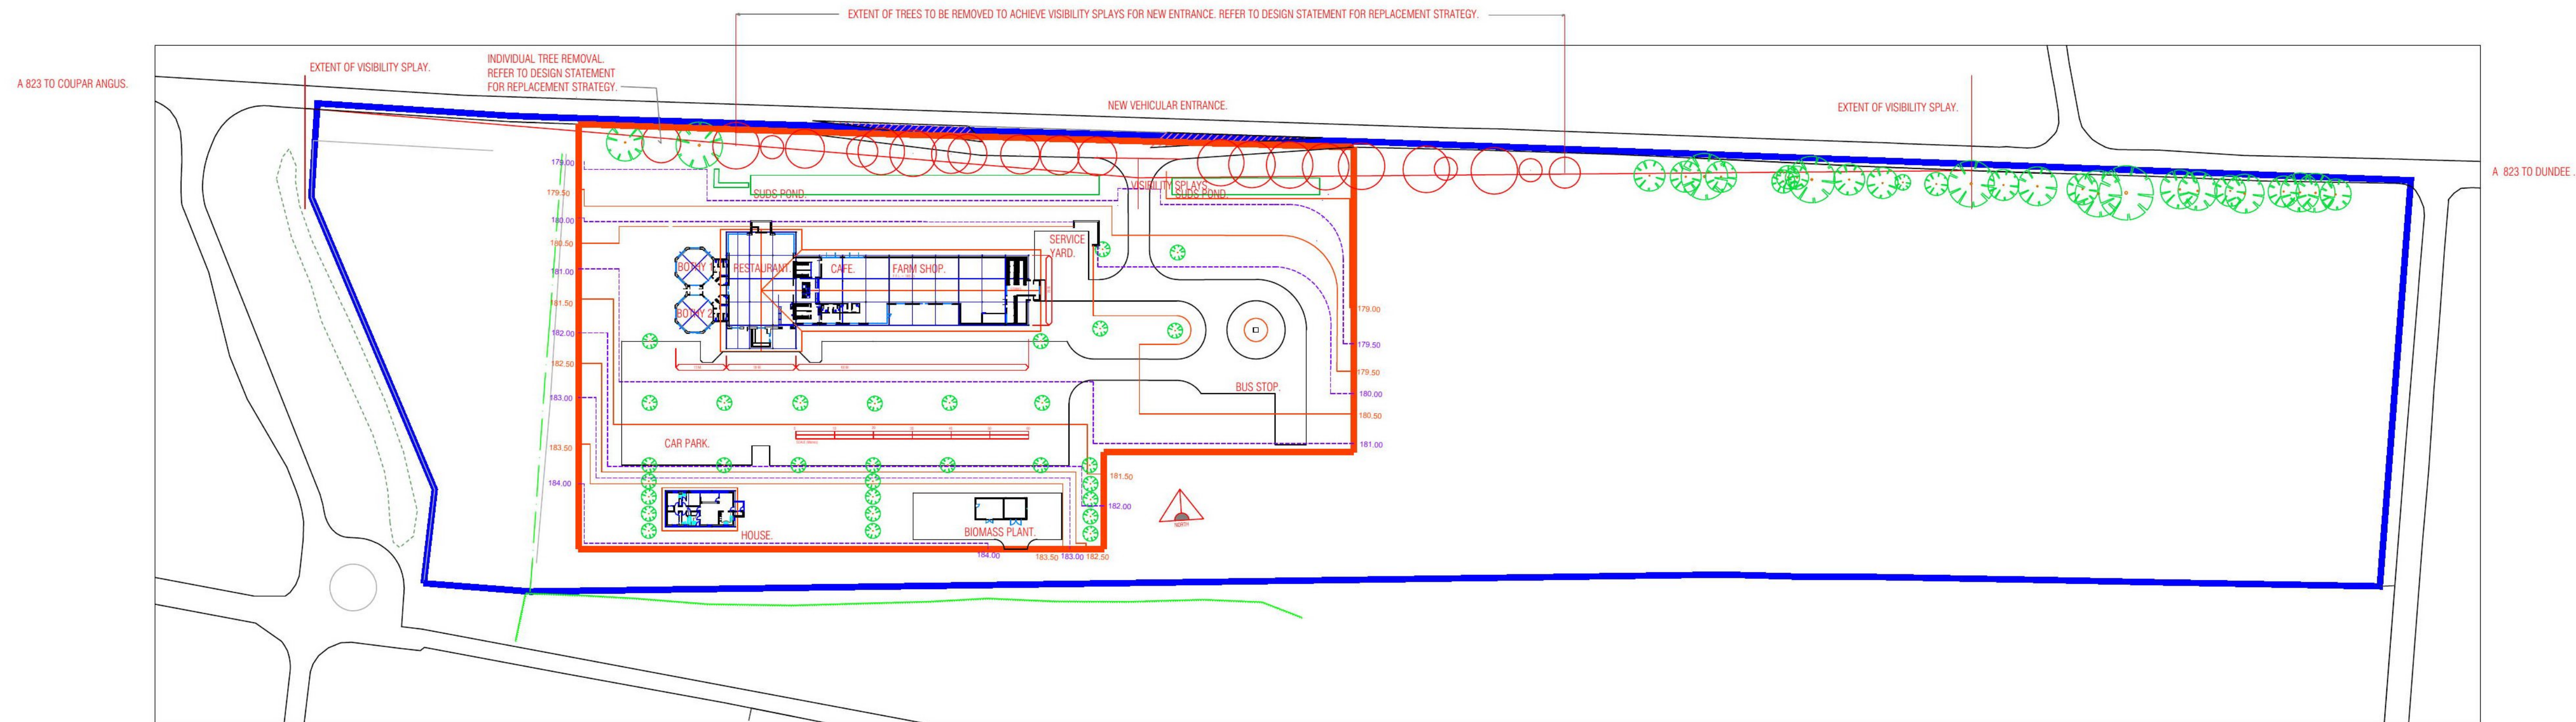 EXTENT OF TREES TO BE REMOVED TO ACHIEVE VISIBILITY SPLAYS FOR NEW ENTRANCE. REFER TO DESIGN STATEMENT FOR REPLACEMENT STRATEGY.
A 823 TO COUPAR ANGUS.
EXTENT OF VISIBILITY SPLAY.
INDIVIDUAL TREE REMOVAL.
REFER TO DESIGN STATEMENT
FOR REPLACEMENT STRATEGY.
NEW VEHICULAR ENTRANCE.
EXTENT OF VISIBILITY SPLAY.
A 823 TO DUNDEE .
179.00
179.50
180.00
180.50
181.00
181.50
182.00
182.50
183.00
183.50
184.00
SUDS POND.
VISIBILITY SPLAYS
SUDS POND.
SERVICE
YARD.
BOTHY 1
RESTAURANT.
CAFE.
FARM SHOP.
BOTHY 2
179.00
179.50
179.50
180.00
180.50
181.00
BUS STOP.
CAR PARK.
181.50
182.00
HOUSE.
BIOMASS PLANT.
NORTH
184.00
183.50
183.00
182.50